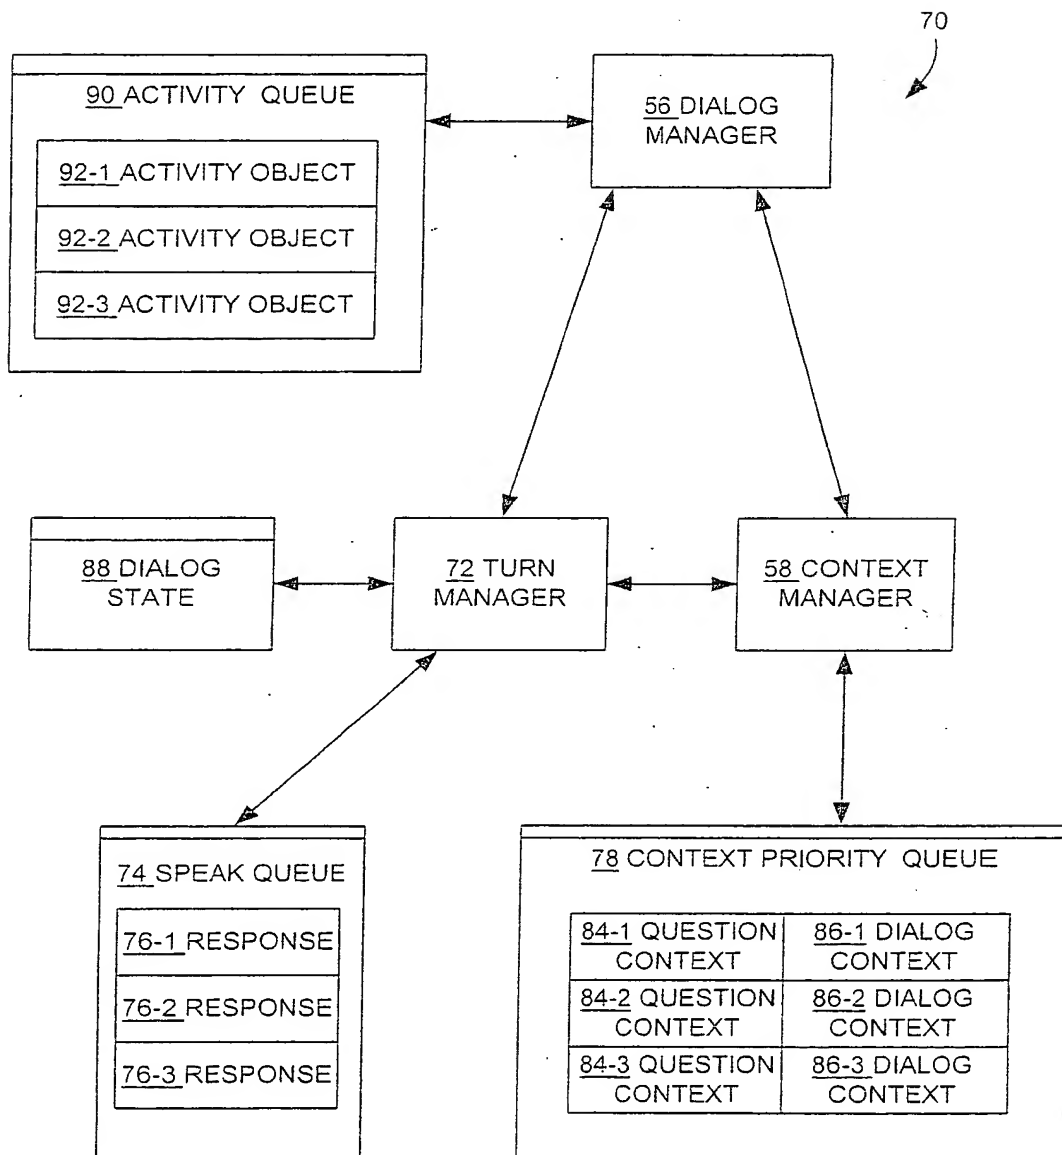 70
90 ACTIVITY QUEUE
92-1 ACTIVITY OBJECT
92-2 ACTIVITY OBJECT
92-3 ACTIVITY OBJECT
56 DIALOG
MANAGER
88 DIALOG
STATE
72 TURN
MANAGER
58 CONTEXT
MANAGER
74 SPEAK QUEUE
76-1 RESPONSE
76-2 RESPONSE
76-3 RESPONSE
78 CONTEXT PRIORITY QUEUE
84-1 QUESTION
CONTEXT
86-1 DIALOG
CONTEXT
84-2 QUESTION
CONTEXT
86-2 DIALOG
CONTEXT
84-3 QUESTION
CONTEXT
86-3 DIALOG
CONTEXT